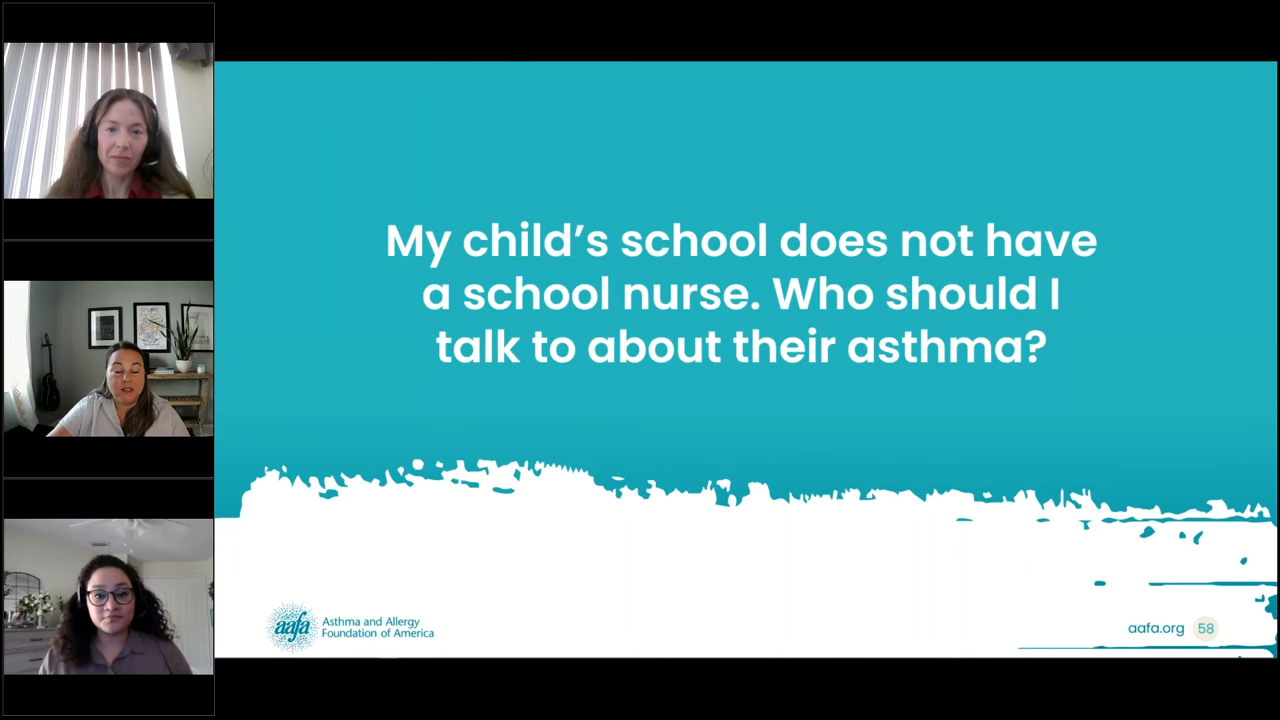 My child’s school does not have
a school nurse. Who should I
talk to about their asthma?
aafa
Asthma and Allergy
Foundation of America
aafa.org 58